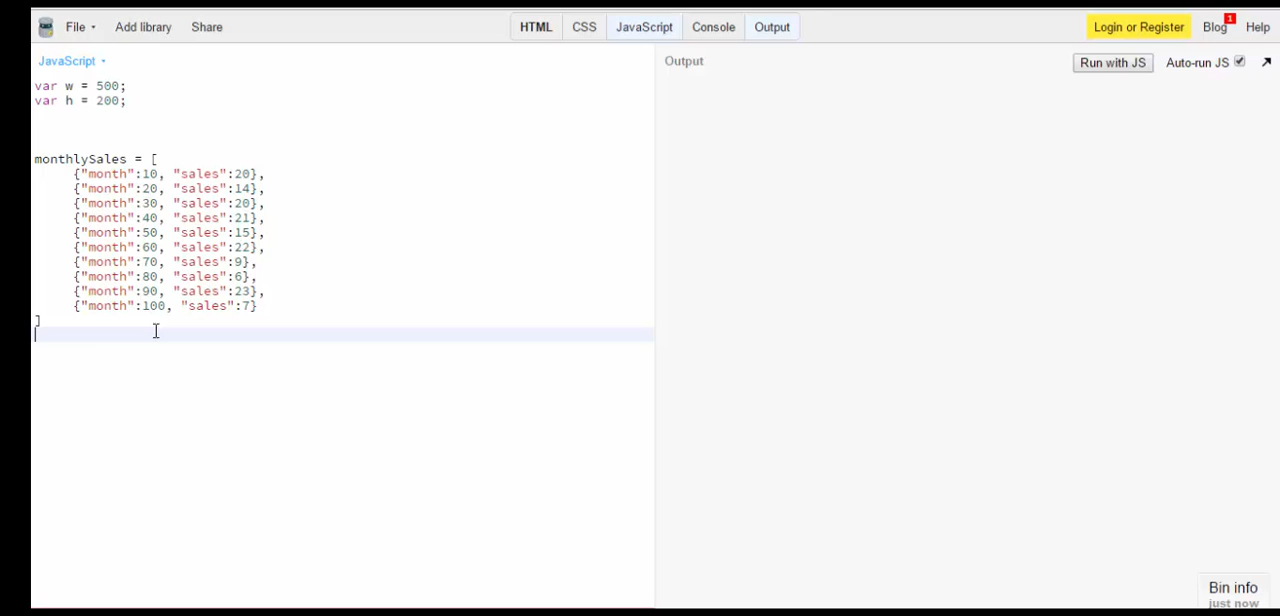 File Add library Share HTML CSS JavaScript Console Output Login or Register Blog 1 Help
JavaScript
Output Run with JS Auto-run JS
var w = 500;
var h = 200;
monthlySales = [
{"month":10, "sales":20},
{"month":20, "sales":14},
{"month":30, "sales":20},
{"month":40, "sales":21},
{"month":50, "sales":15},
{"month":60, "sales":22},
{"month":70, "sales":9},
{"month":80, "sales":6},
{"month":90, "sales":23},
{"month":100, "sales":7}
]
Bin info
just now